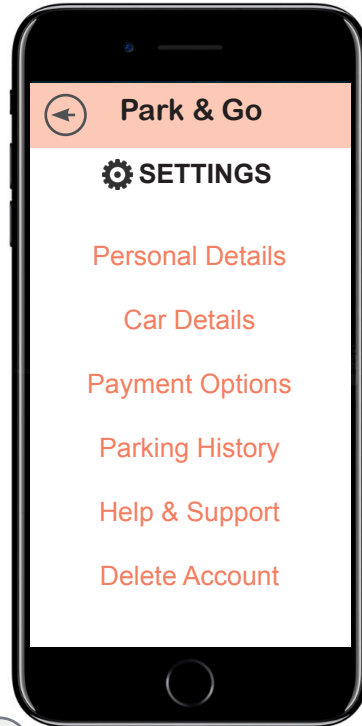 Park & Go
SETTINGS
Personal Details
Car Details
Payment Options
Parking History
Help & Support
Delete Account